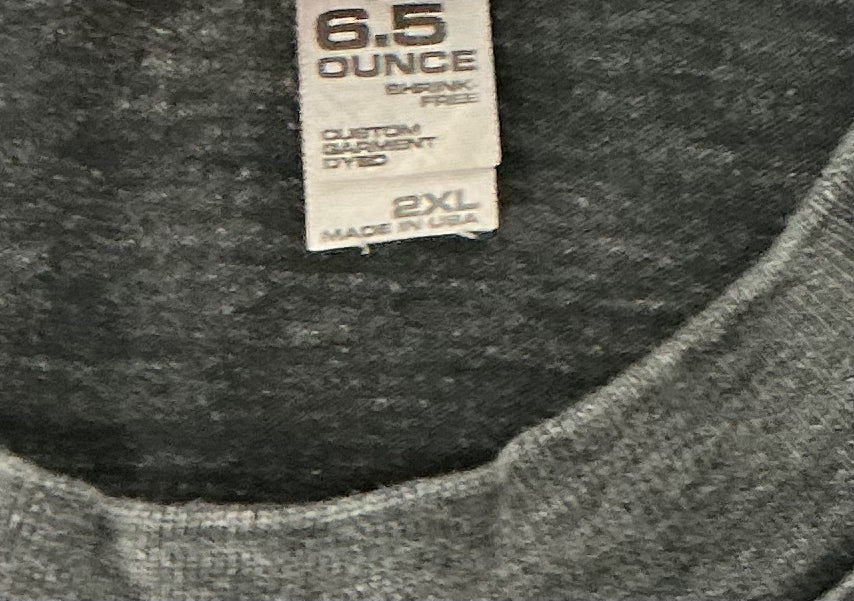 6.5
OUNCE
SHRINK
FREE
CUSTOM
GARMENT
DYED
2XL
MADE IN USA